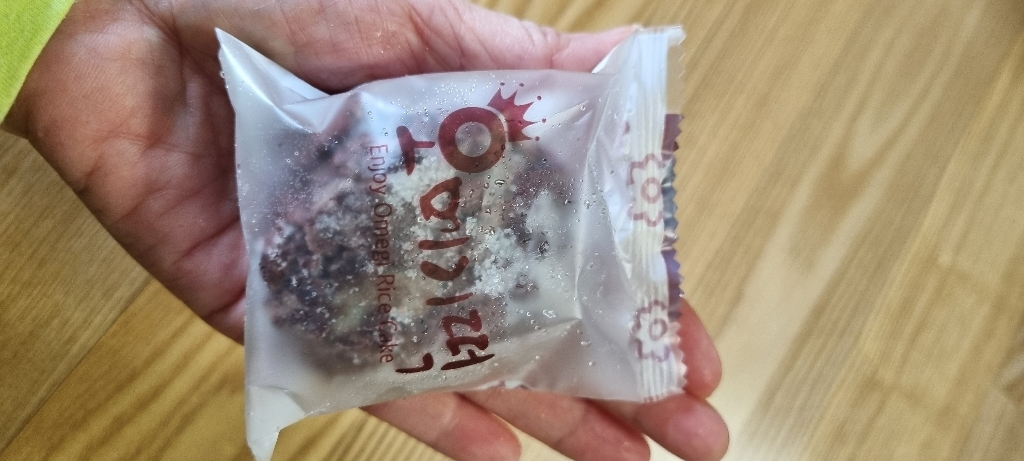 오메기떡
Enjoy Omegi Rice Cake